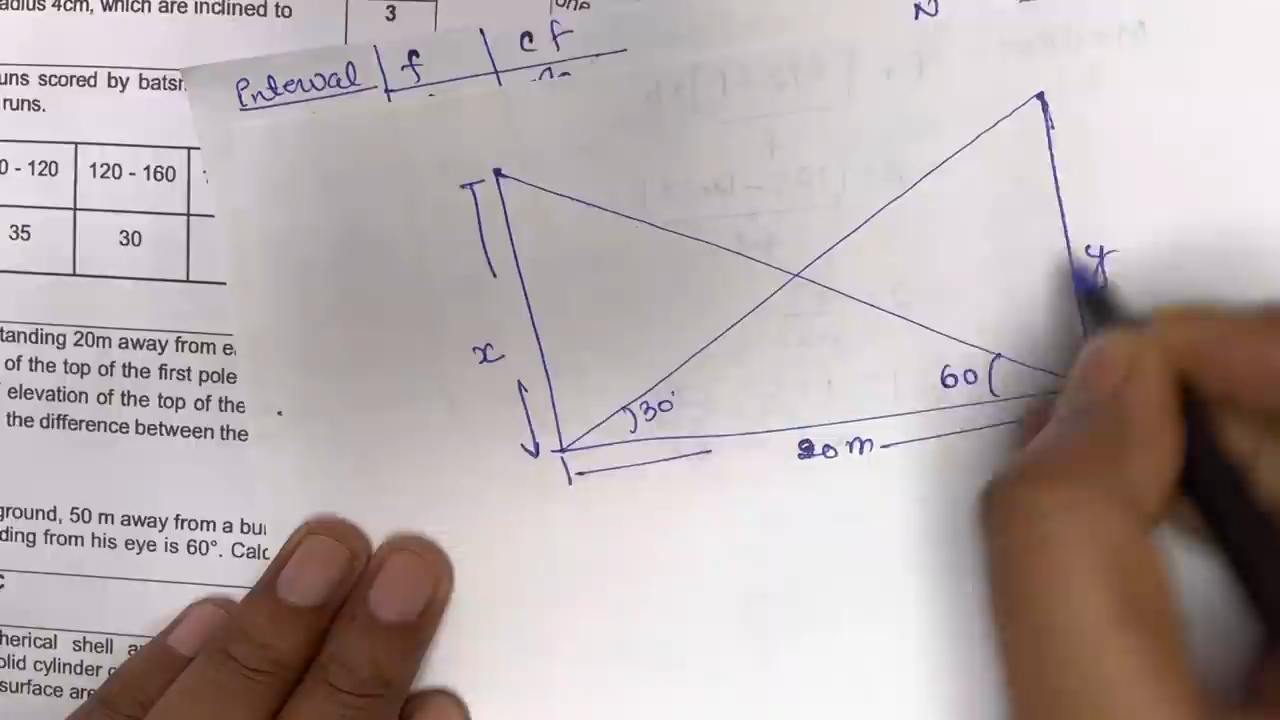 adius 4cm, which are inclined to
3
uns scored by batsr
runs.
0 - 120 120 - 160
35 30
tanding 20m away from e
of the top of the first pole
elevation of the top of the
the difference between the
ground, 50 m away from a bui
ding from his eye is 60°. Calc
herical shell a
olid cylinder
surface are
Interval f cf
N
x
y
30°
60
20m